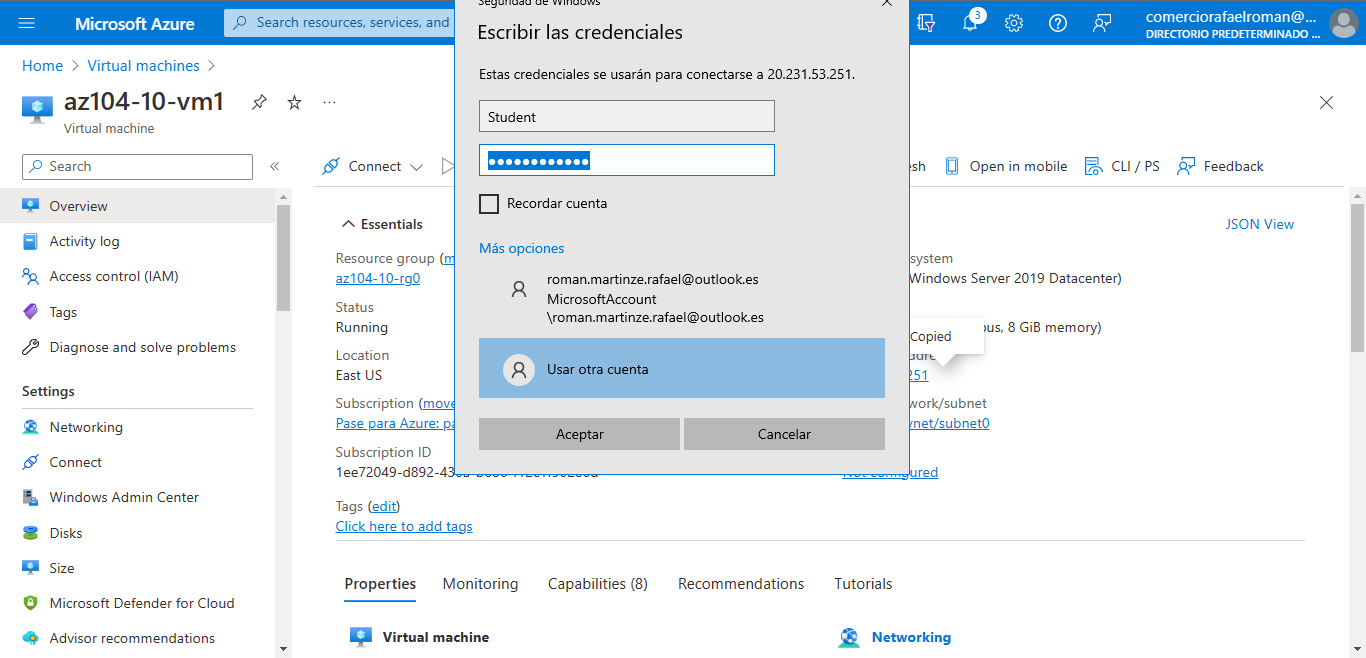 Microsoft Azure
Search resources, services, and
3
comerciorafaelroman@...
DIRECTORIO PREDETERMINADO ...
Home > Virtual machines >
az104-10-vm1
...
Virtual machine
Search
«
Overview
Activity log
Access control (IAM)
Tags
Diagnose and solve problems
Settings
Networking
Connect
Windows Admin Center
Disks
Size
Microsoft Defender for Cloud
Advisor recommendations
Connect
sh
Open in mobile
CLI / PS
Feedback
Essentials
JSON View
Resource group (m
az104-10-rg0
Status
Running
Location
East US
Subscription (move
Pase para Azure: pa
Subscription ID
Tags (edit)
Click here to add tags
system
Windows Server 2019 Datacenter)
pus, 8 GiB memory)
Copied
251
work/subnet
vnet/subnet0
Not configured
Seguridad de Windows
Escribir las credenciales
Estas credenciales se usarán para conectarse a 20.231.53.251.
Student
●●●●●●●●●●●●
Recordar cuenta
Más opciones
roman.martinze.rafael@outlook.es
MicrosoftAccount
\roman.martinze.rafael@outlook.es
Usar otra cuenta
Aceptar
Cancelar
Properties
Monitoring
Capabilities (8)
Recommendations
Tutorials
Virtual machine
Networking